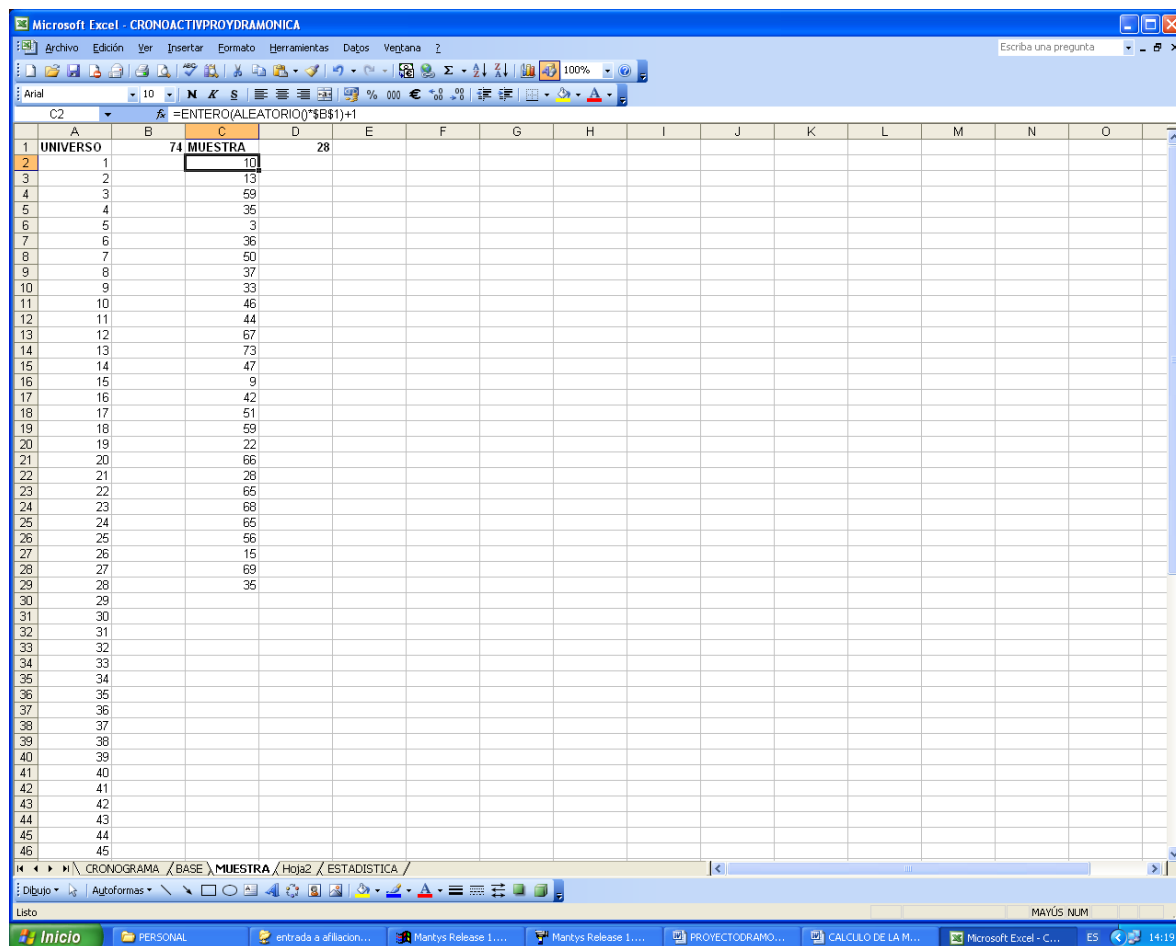 Microsoft Excel - CRONOACTIVPROYDRAMONICA
Archivo Edición Ver Insertar Formato Herramientas Datos Ventana ? Escriba una pregunta
100%
Arial 10 N K S % 000 €
C2 fx =ENTERO(ALEATORIO()*$B$1)+1
A B C D E F G H I J K L M N O
1 UNIVERSO 74 MUESTRA 28
2 1 10
3 2 13
4 3 59
5 4 35
6 5 3
7 6 36
8 7 50
9 8 37
10 9 33
11 10 46
12 11 44
13 12 67
14 13 73
15 14 47
16 15 9
17 16 42
18 17 51
19 18 59
20 19 22
21 20 66
22 21 28
23 22 65
24 23 68
25 24 65
26 25 56
27 26 15
28 27 69
29 28 35
30 29
31 30
32 31
33 32
34 33
35 34
36 35
37 36
38 37
39 38
40 39
41 40
42 41
43 42
44 43
45 44
46 45
CRONOGRAMA BASE MUESTRA Hoja2 ESTADISTICA
Dibujo Autoformas
Listo MAYÚS NUM
Inicio PERSONAL entrada a afiliacion... Mantys Release 1.... Mantys Release 1.... PROYECTODRAMO... CALCULO DE LA M... Microsoft Excel - C... ES